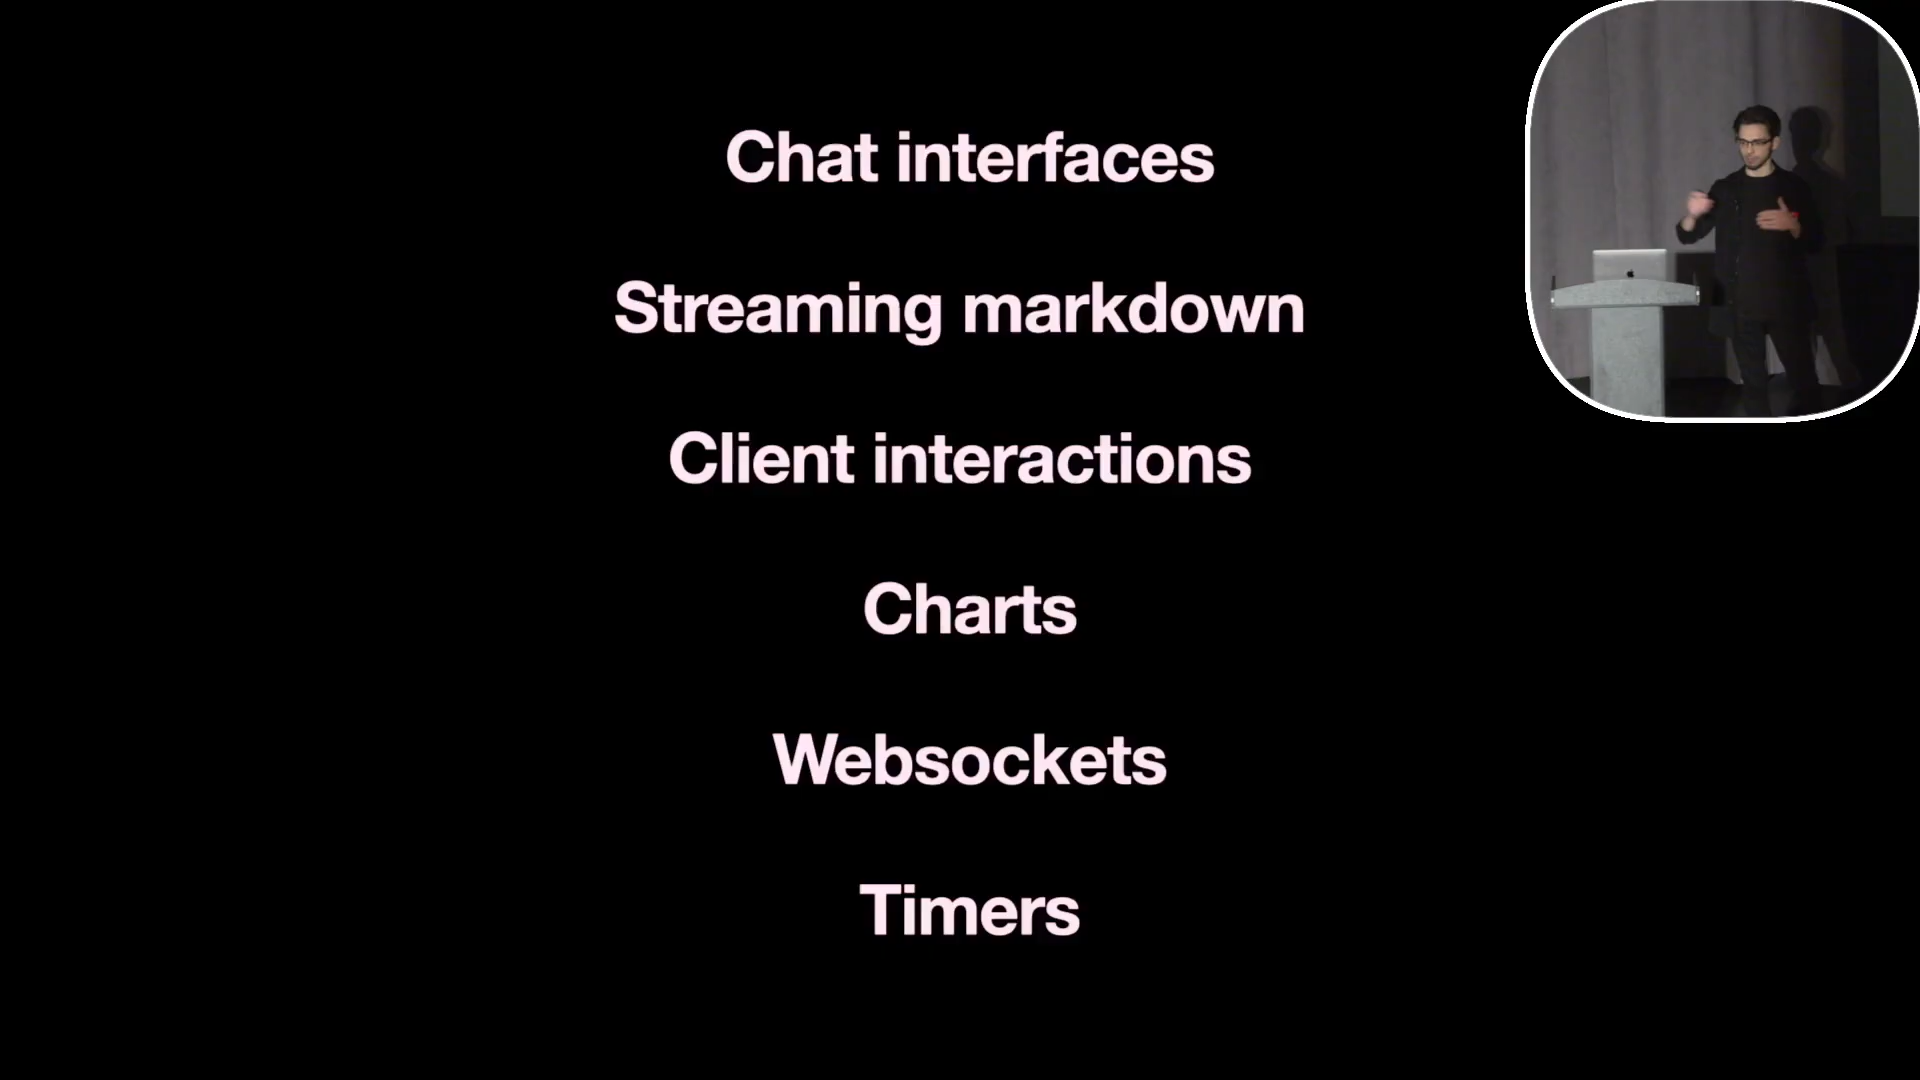 Chat interfaces
Streaming markdown
Client interactions
Charts
Websockets
Timers